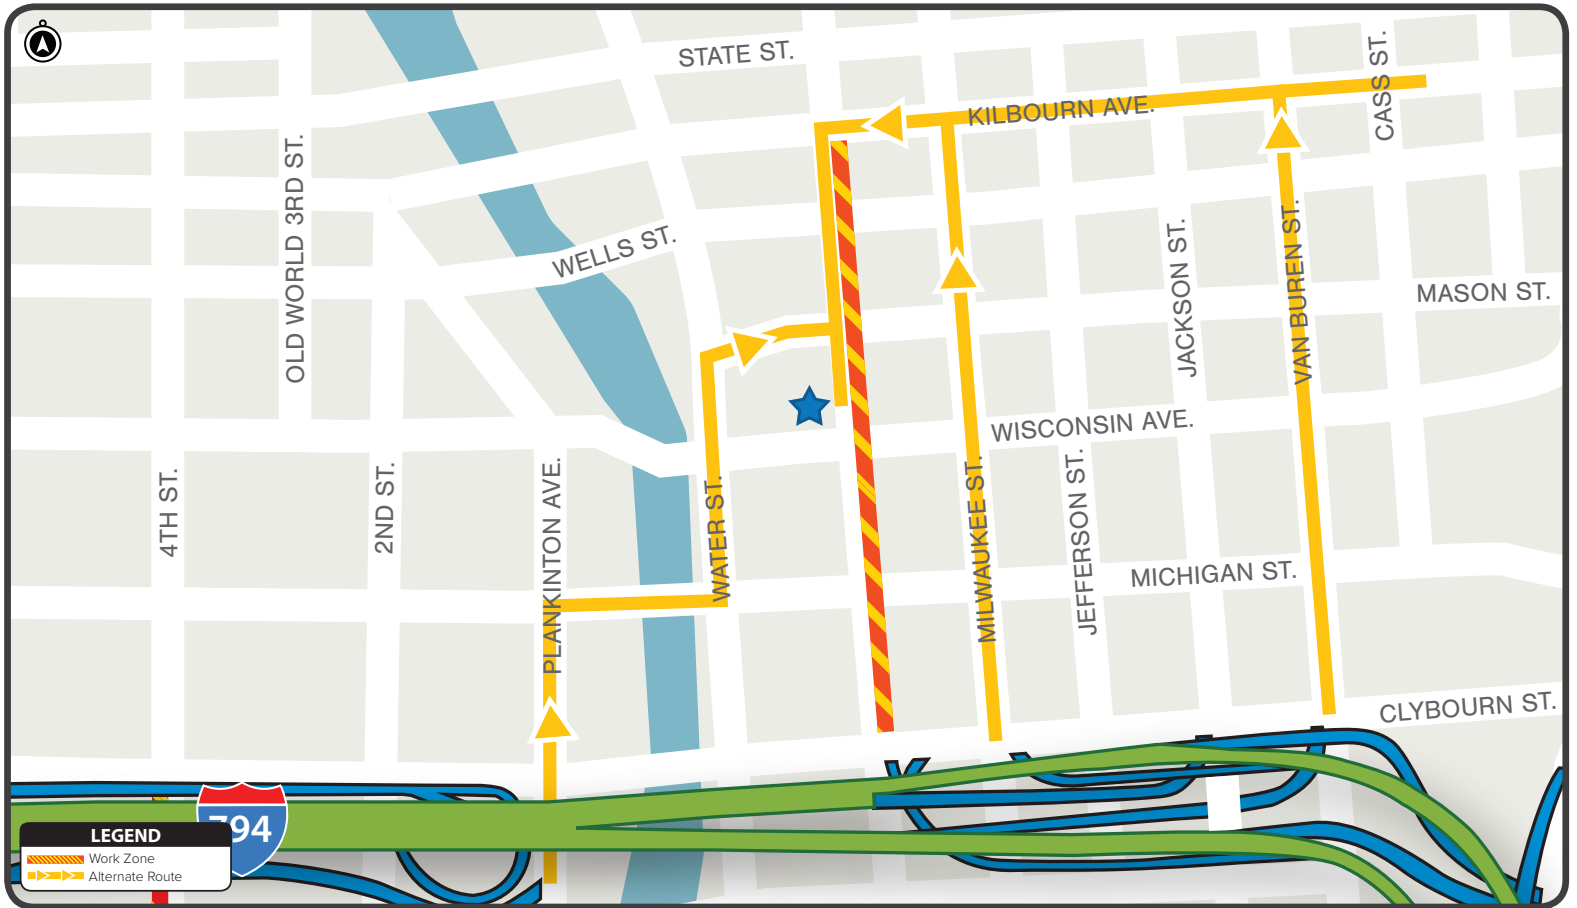 STATE ST.
CASS ST.
KILBOURN AVE.
OLD WORLD 3RD ST.
WELLS ST.
JACKSON ST.
VAN BUREN ST.
MASON ST.
WISCONSIN AVE.
4TH ST.
2ND ST.
PLANKINTON AVE.
WATER ST.
MILWAUKEE ST.
JEFFERSON ST.
MICHIGAN ST.
CLYBOURN ST.
794
LEGEND
Work Zone
Alternate Route